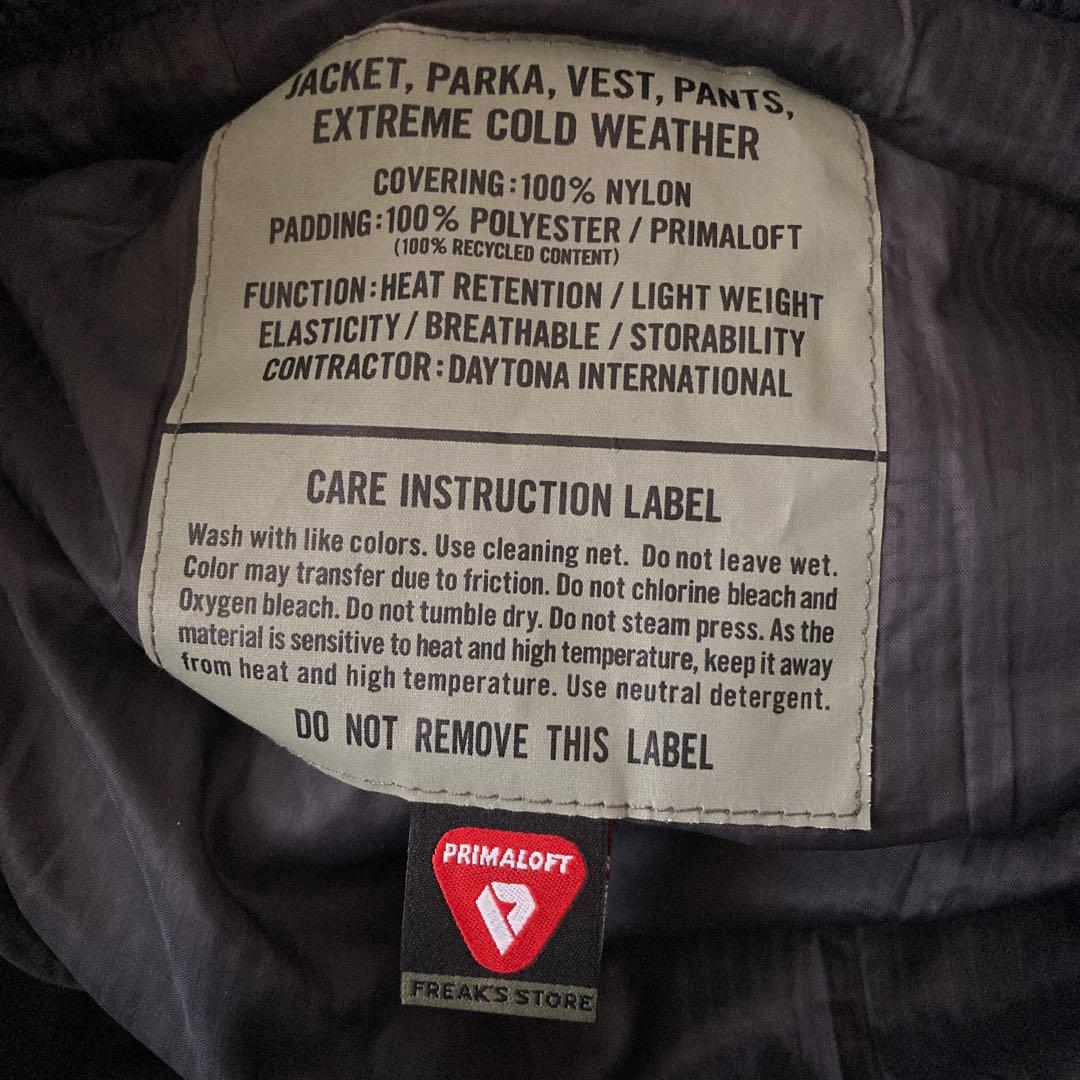 JACKET, PARKA, VEST, PANTS,
EXTREME COLD WEATHER
COVERING:100% NYLON
PADDING:100% POLYESTER / PRIMALOFT
(100% RECYCLED CONTENT)
FUNCTION:HEAT RETENTION / LIGHT WEIGHT
ELASTICITY / BREATHABLE / STORABILITY
CONTRACTOR:DAYTONA INTERNATIONAL
CARE INSTRUCTION LABEL
Wash with like colors. Use cleaning net. Do not leave wet.
Color may transfer due to friction. Do not chlorine bleach and
Oxygen bleach. Do not tumble dry. Do not steam press. As the
material is sensitive to heat and high temperature, keep it away
from heat and high temperature. Use neutral detergent.
DO NOT REMOVE THIS LABEL
PRIMALOFT
FREAK'S STORE